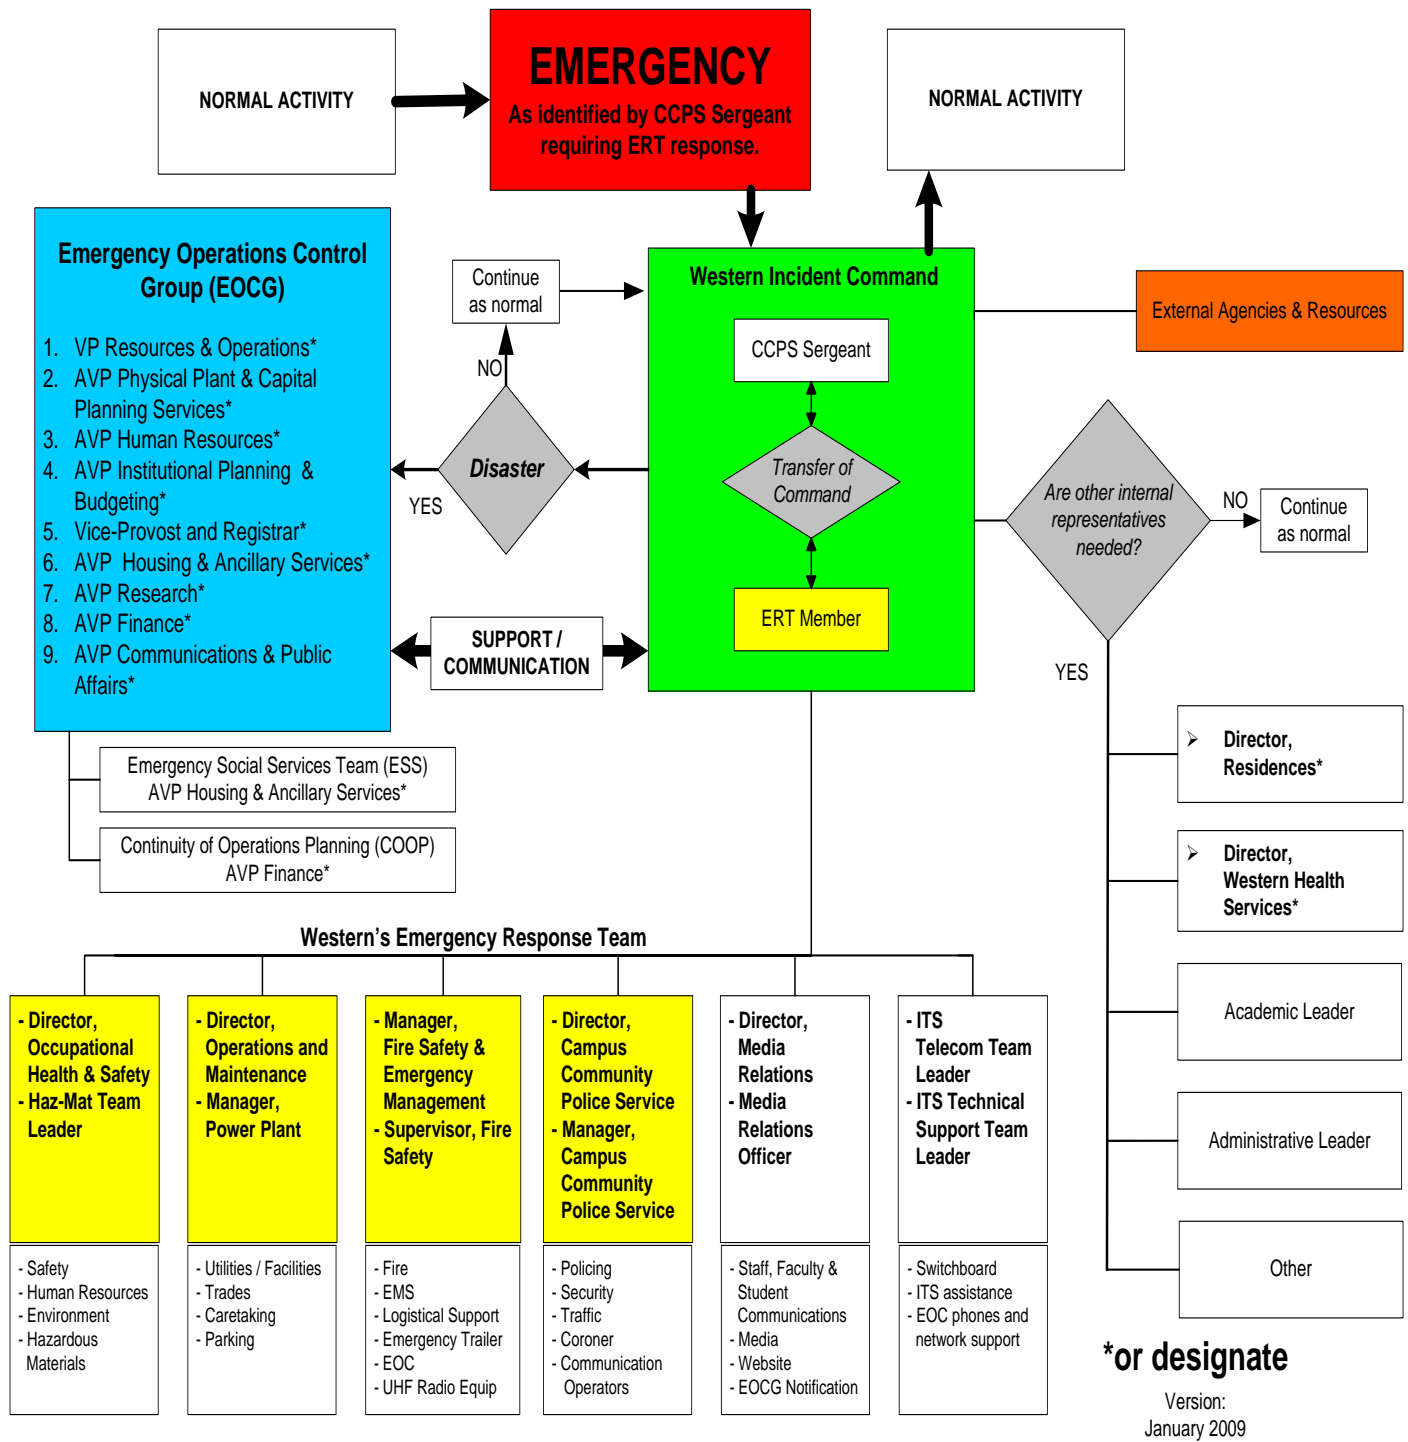 NORMAL ACTIVITY
EMERGENCY
As identified by CCPS Sergeant
requiring ERT response.
NORMAL ACTIVITY
Emergency Operations Control
Group (EOCG)
1. VP Resources & Operations*
2. AVP Physical Plant & Capital
Planning Services*
3. AVP Human Resources*
4. AVP Institutional Planning &
Budgeting*
5. Vice-Provost and Registrar*
6. AVP Housing & Ancillary Services*
7. AVP Research*
8. AVP Finance*
9. AVP Communications & Public
Affairs*
Continue
as normal
NO
Disaster
YES
SUPPORT /
COMMUNICATION
Western Incident Command
CCPS Sergeant
Transfer of
Command
ERT Member
External Agencies & Resources
Are other internal
representatives
needed?
NO
Continue
as normal
YES
➢ Director,
Residences*
➢ Director,
Western Health
Services*
Academic Leader
Administrative Leader
Other
Emergency Social Services Team (ESS)
AVP Housing & Ancillary Services*
Continuity of Operations Planning (COOP)
AVP Finance*
Western's Emergency Response Team
- Director,
Occupational
Health & Safety
- Haz-Mat Team
Leader
- Safety
- Human Resources
- Environment
- Hazardous
Materials
- Director,
Operations and
Maintenance
- Manager,
Power Plant
- Utilities / Facilities
- Trades
- Caretaking
- Parking
- Manager,
Fire Safety &
Emergency
Management
- Supervisor, Fire
Safety
- Fire
- EMS
- Logistical Support
- Emergency Trailer
- EOC
- UHF Radio Equip
- Director,
Campus
Community
Police Service
- Manager,
Campus
Community
Police Service
- Policing
- Security
- Traffic
- Coroner
- Communication
Operators
- Director,
Media
Relations
- Media
Relations
Officer
- Staff, Faculty &
Student
Communications
- Media
- Website
- EOCG Notification
- ITS
Telecom Team
Leader
- ITS Technical
Support Team
Leader
- Switchboard
- ITS assistance
- EOC phones and
network support
*or designate
Version:
January 2009